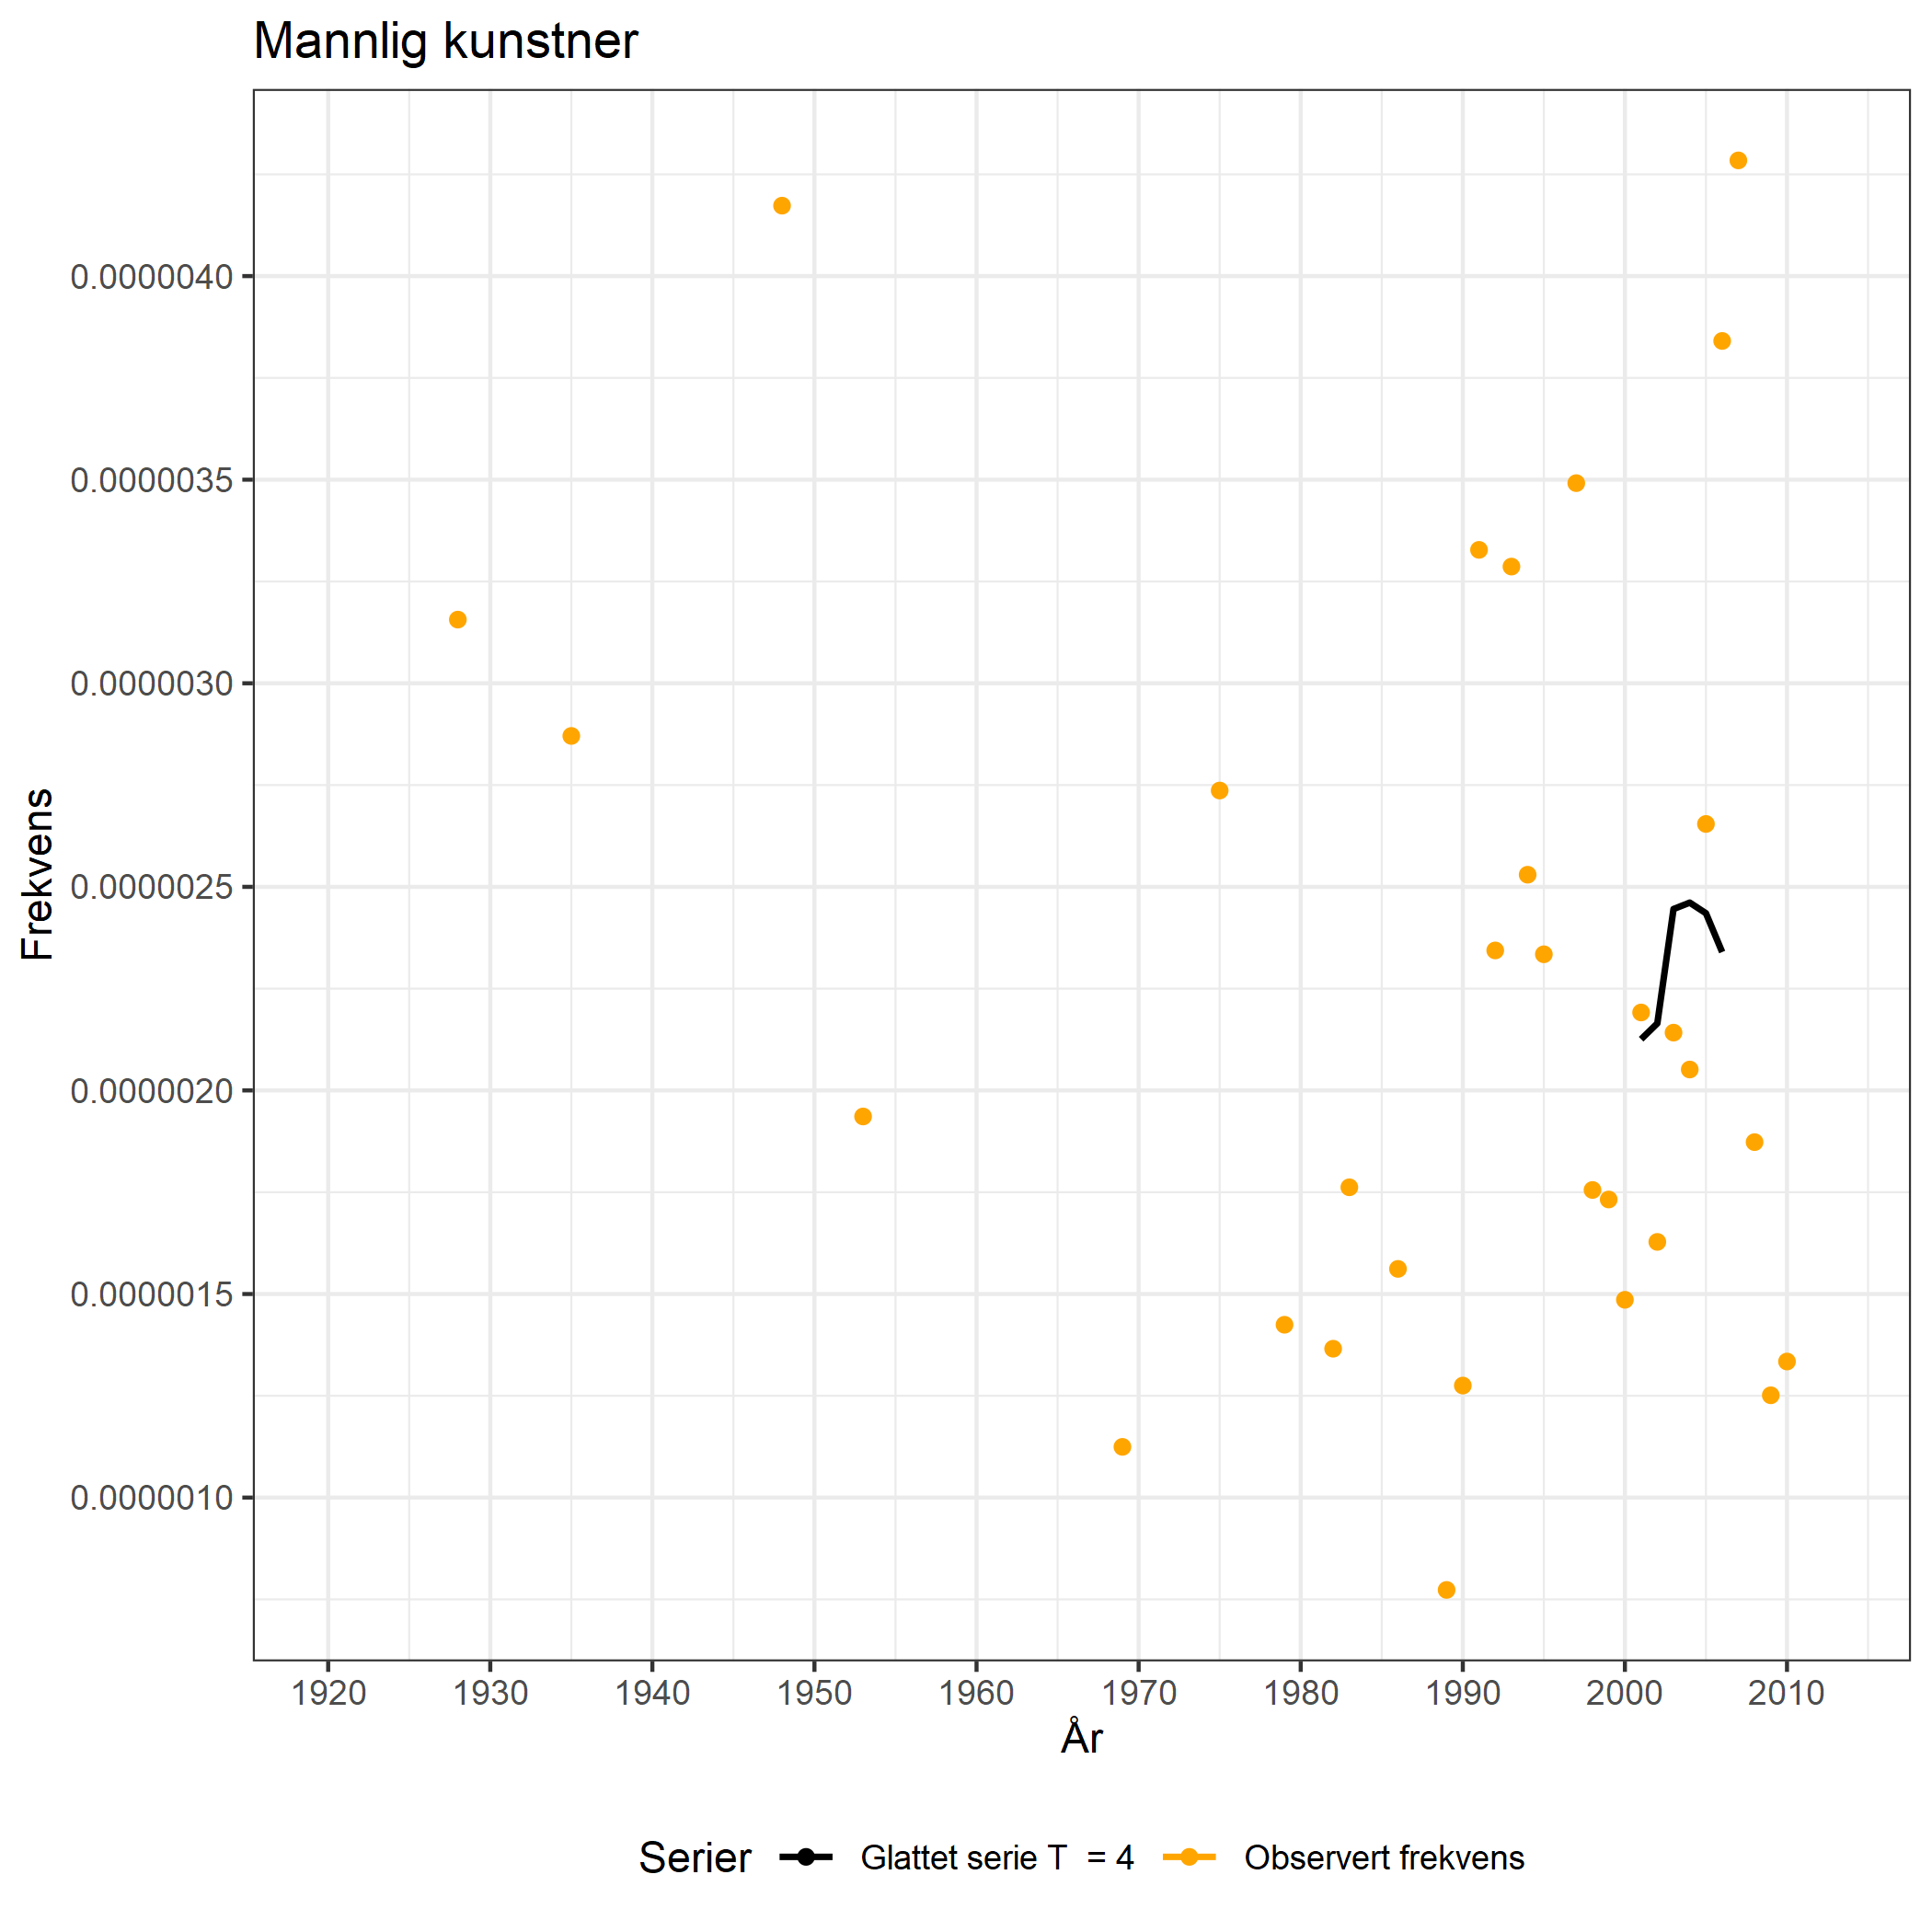 Mannlig kunstner
Frekvens
0.0000040
0.0000035
0.0000030
0.0000025
0.0000020
0.0000015
0.0000010
1920 1930 1940 1950 1960 1970 1980 1990 2000 2010
År
Serier Glattet serie T  = 4 Observert frekvens